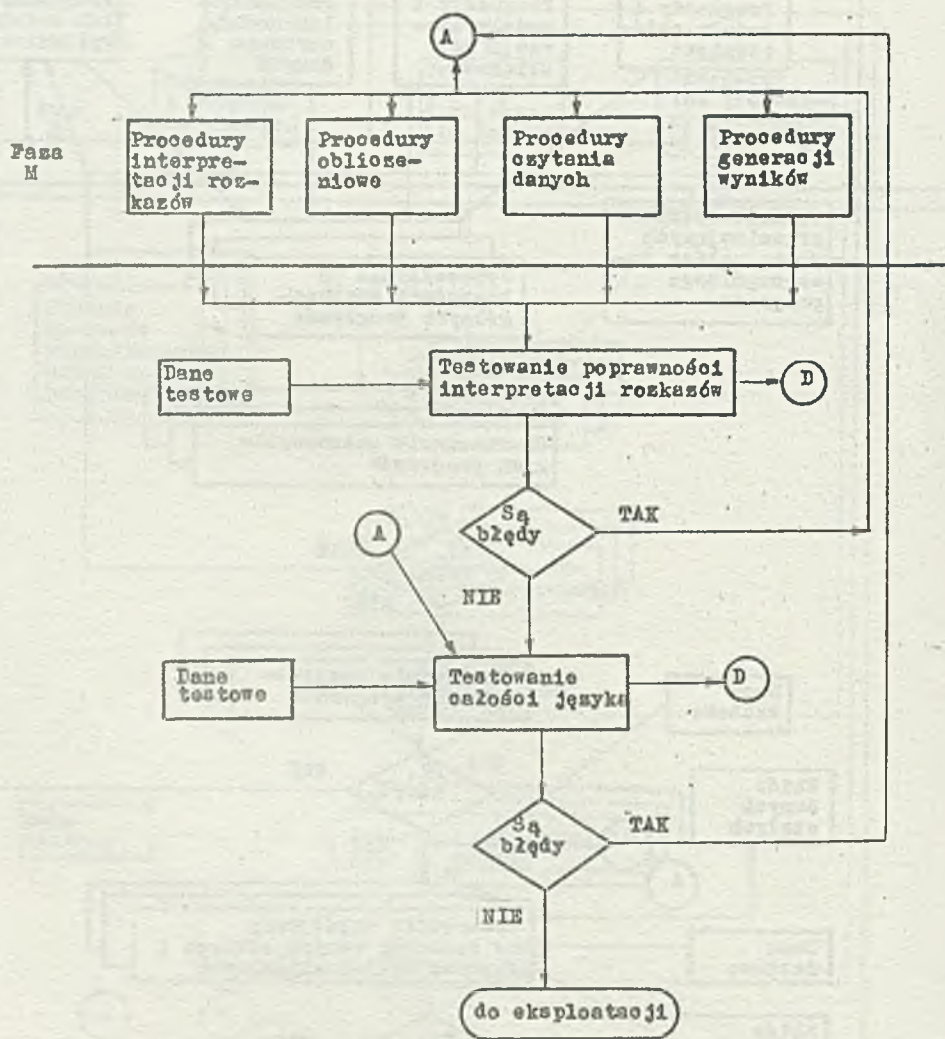 A
Faza
M
Procedury
interpre-
tacji roz-
kazów
Procedury
oblicze-
niowe
Procedury
czytania
danych
Procedury
generacji
wyników
Dane
testowe
Testowanie poprawności
interpretacji rozkazów
D
Są
błędy
TAK
A
NIE
Dane
testowe
Testowanie
całości języka
D
Są
błędy
TAK
NIE
do eksploatacji